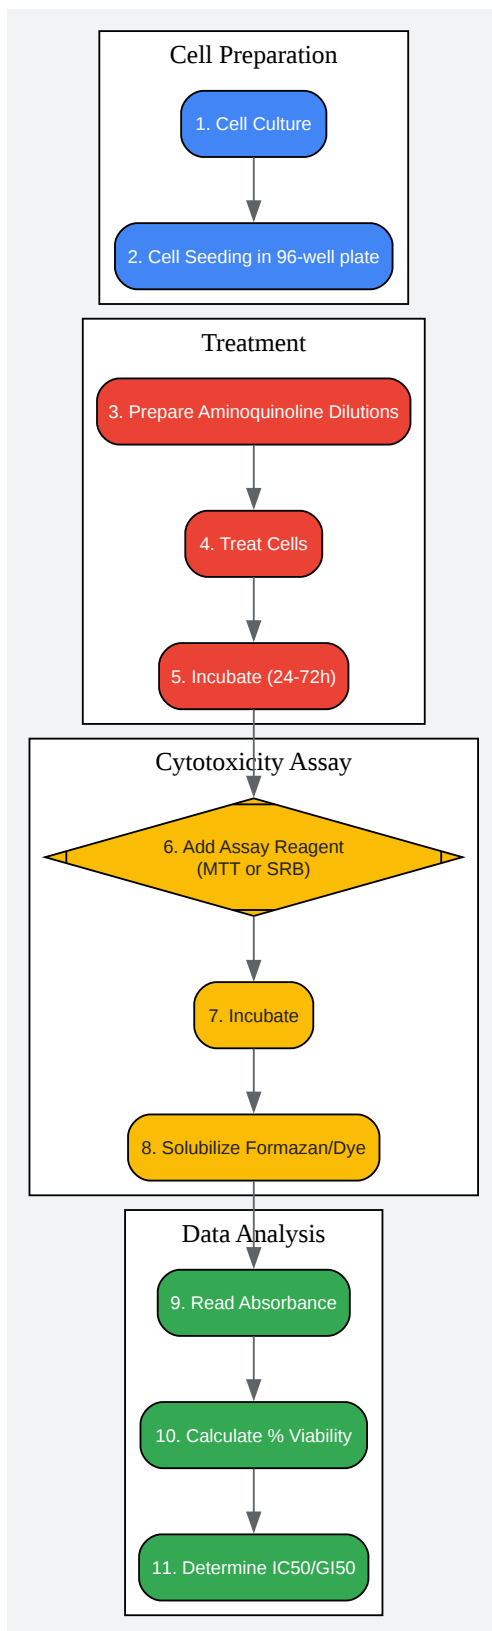 Cell Preparation
1. Cell Culture
2. Cell Seeding in 96-well plate
Treatment
3. Prepare Aminoquinoline Dilutions
4. Treat Cells
5. Incubate (24-72h)
Cytotoxicity Assay
6. Add Assay Reagent
(MTT or SRB)
7. Incubate
8. Solubilize Formazan/Dye
Data Analysis
9. Read Absorbance
10. Calculate % Viability
11. Determine IC50/GI50